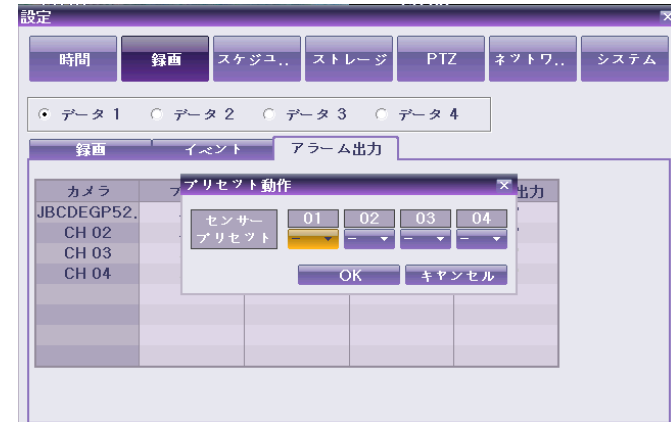 設定
時間 録画 スケジュ.. ストレージ PTZ ネットワ.. システム
データ 1 データ 2 データ 3 データ 4
録画 イベント アラーム出力
カメラ プ 出力
プリセット動作
センサー 01 02 03 04
プリセット – – – –
OK キャンセル
JBCDEGP52.
CH 02
CH 03
CH 04